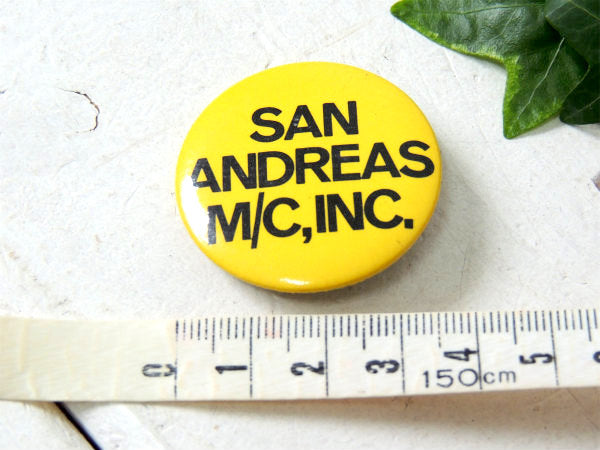 SAN
ANDREAS
M/C, INC.
0 1 2 3 4 5
150cm